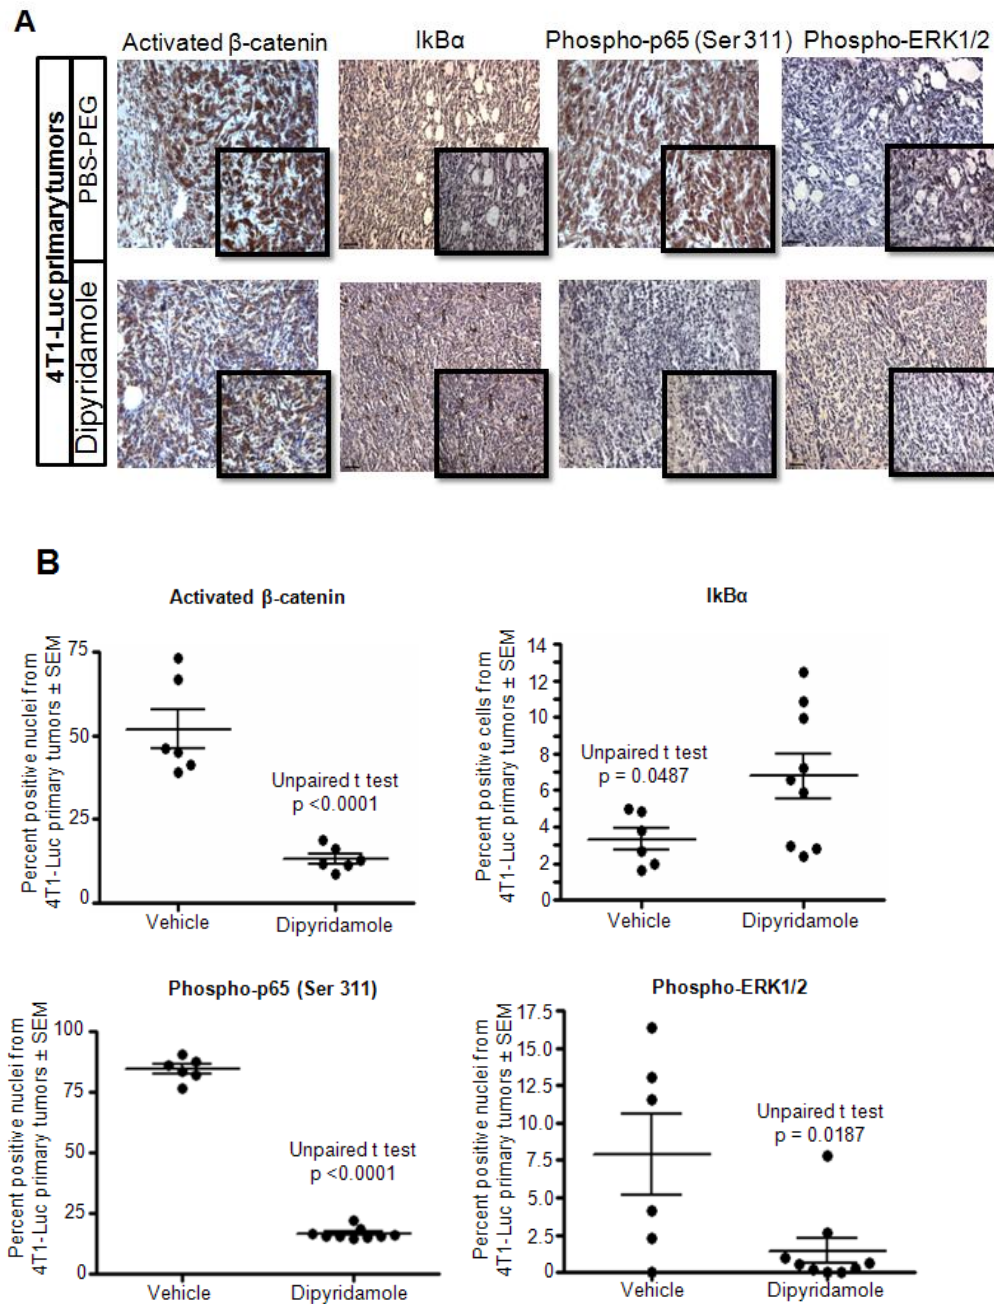 A
Activated β-catenin
IkBα
Phospho-p65 (Ser 311)
Phospho-ERK1/2
4T1-Luc primary tumors
PBS-PEG
Dipyridamole
B
Activated β-catenin
Percent positive nuclei from
4T1-Luc primary tumors ± SEM
75
50
25
0
Unpaired t test
p <0.0001
Vehicle
Dipyridamole
IkBα
Percent positive cells from
4T1-Luc primary tumors ± SEM
14
12
10
8
6
4
2
0
Unpaired t test
p = 0.0487
Vehicle
Dipyridamole
Phospho-p65 (Ser 311)
Percent positive nuclei from
4T1-Luc primary tumors ± SEM
100
75
50
25
0
Unpaired t test
p <0.0001
Vehicle
Dipyridamole
Phospho-ERK1/2
Percent positive nuclei from
4T1-Luc primary tumors ± SEM
17.5
15.0
12.5
10.0
7.5
5.0
2.5
0
Unpaired t test
p = 0.0187
Vehicle
Dipyridamole